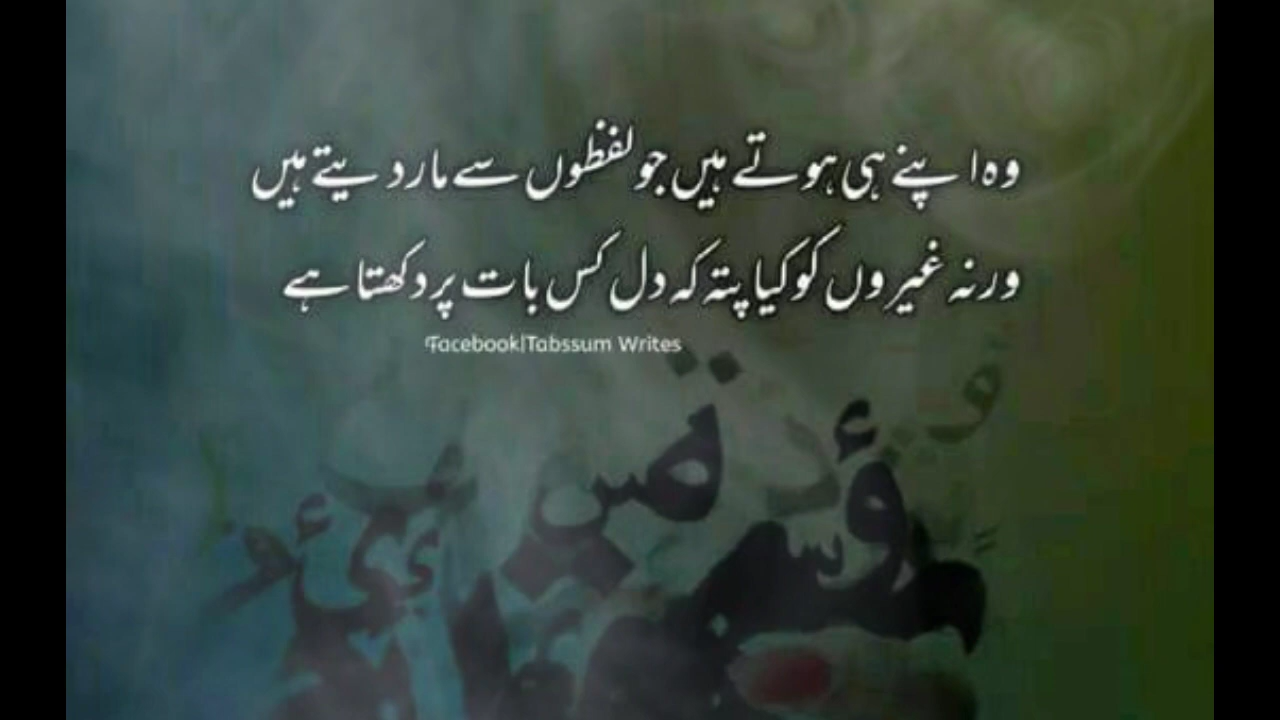 وہ اپنے ہی ہوتے ہیں جو لفظوں سے مار دیتے ہیں
ورنہ غیروں کو کیا پتہ کہ دل کس بات پر دکھتا ہے
Facebook|Tabssum Writes